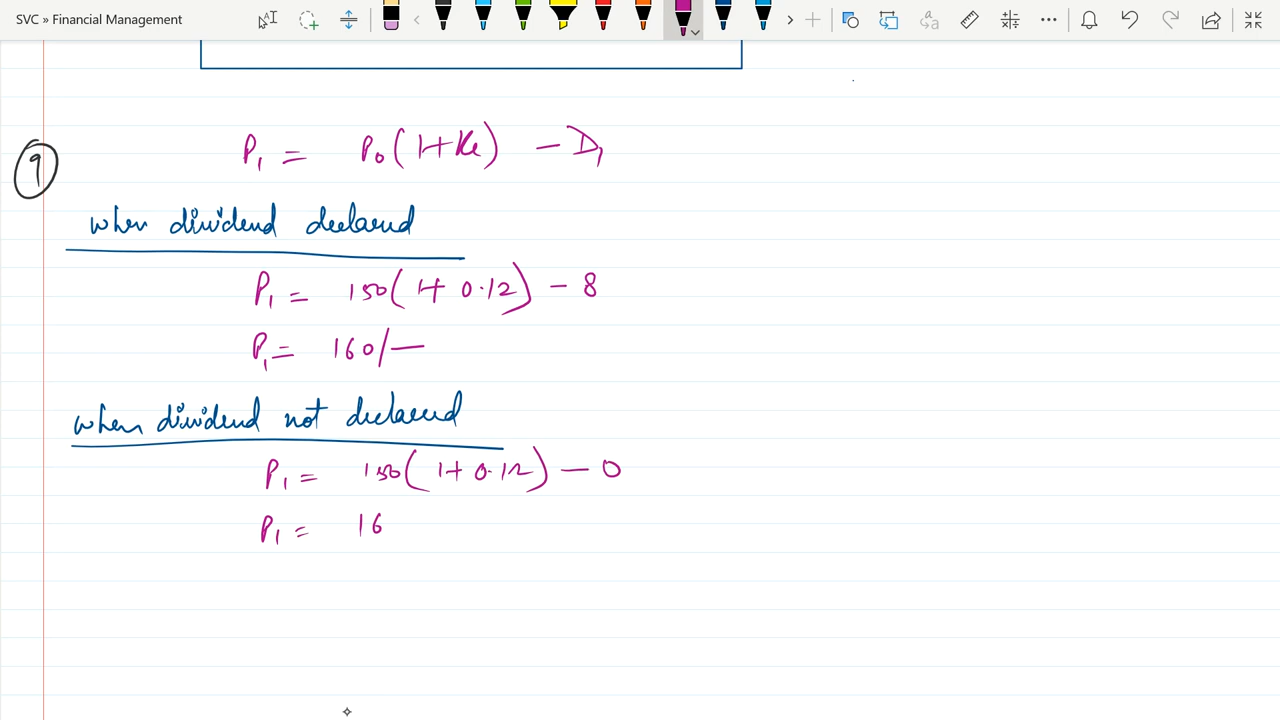 SVC » Financial Management
9
P₁ = P₀(1+Ke) - D₁
when dividend declared
P₁ = 150(1+ 0.12) - 8
P₁ = 160/-
when dividend not declared
P₁ = 150(1+0.12) - 0
P₁ = 16